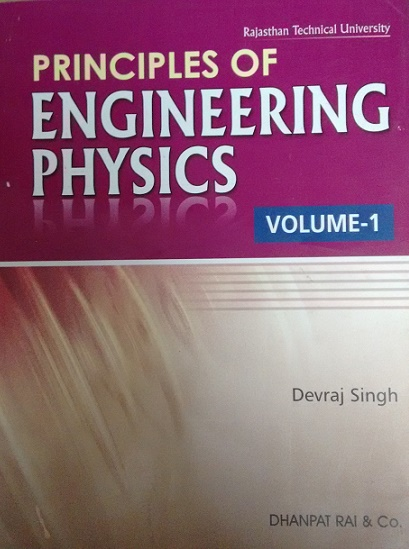 Rajasthan Technical University
PRINCIPLES OF
ENGINEERING
PHYSICS
VOLUME-1
Devraj Singh
DHANPAT RAI & Co.